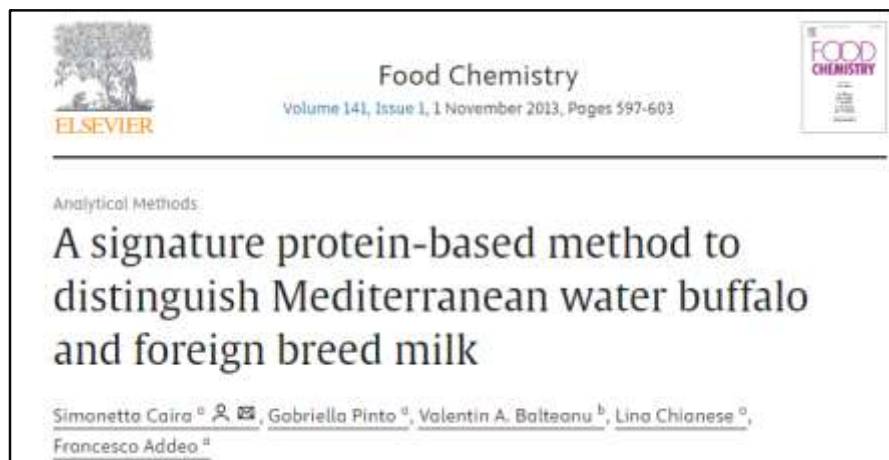 ELSEVIER
Food Chemistry
Volume 141, Issue 1, 1 November 2013, Pages 597-603
FOOD
CHEMISTRY
Analytical Methods
A signature protein-based method to
distinguish Mediterranean water buffalo
and foreign breed milk
Simonetta Caira a, Gabriella Pinto a, Valentin A. Balteanu b, Lina Chianese a,
Francesco Addeo a